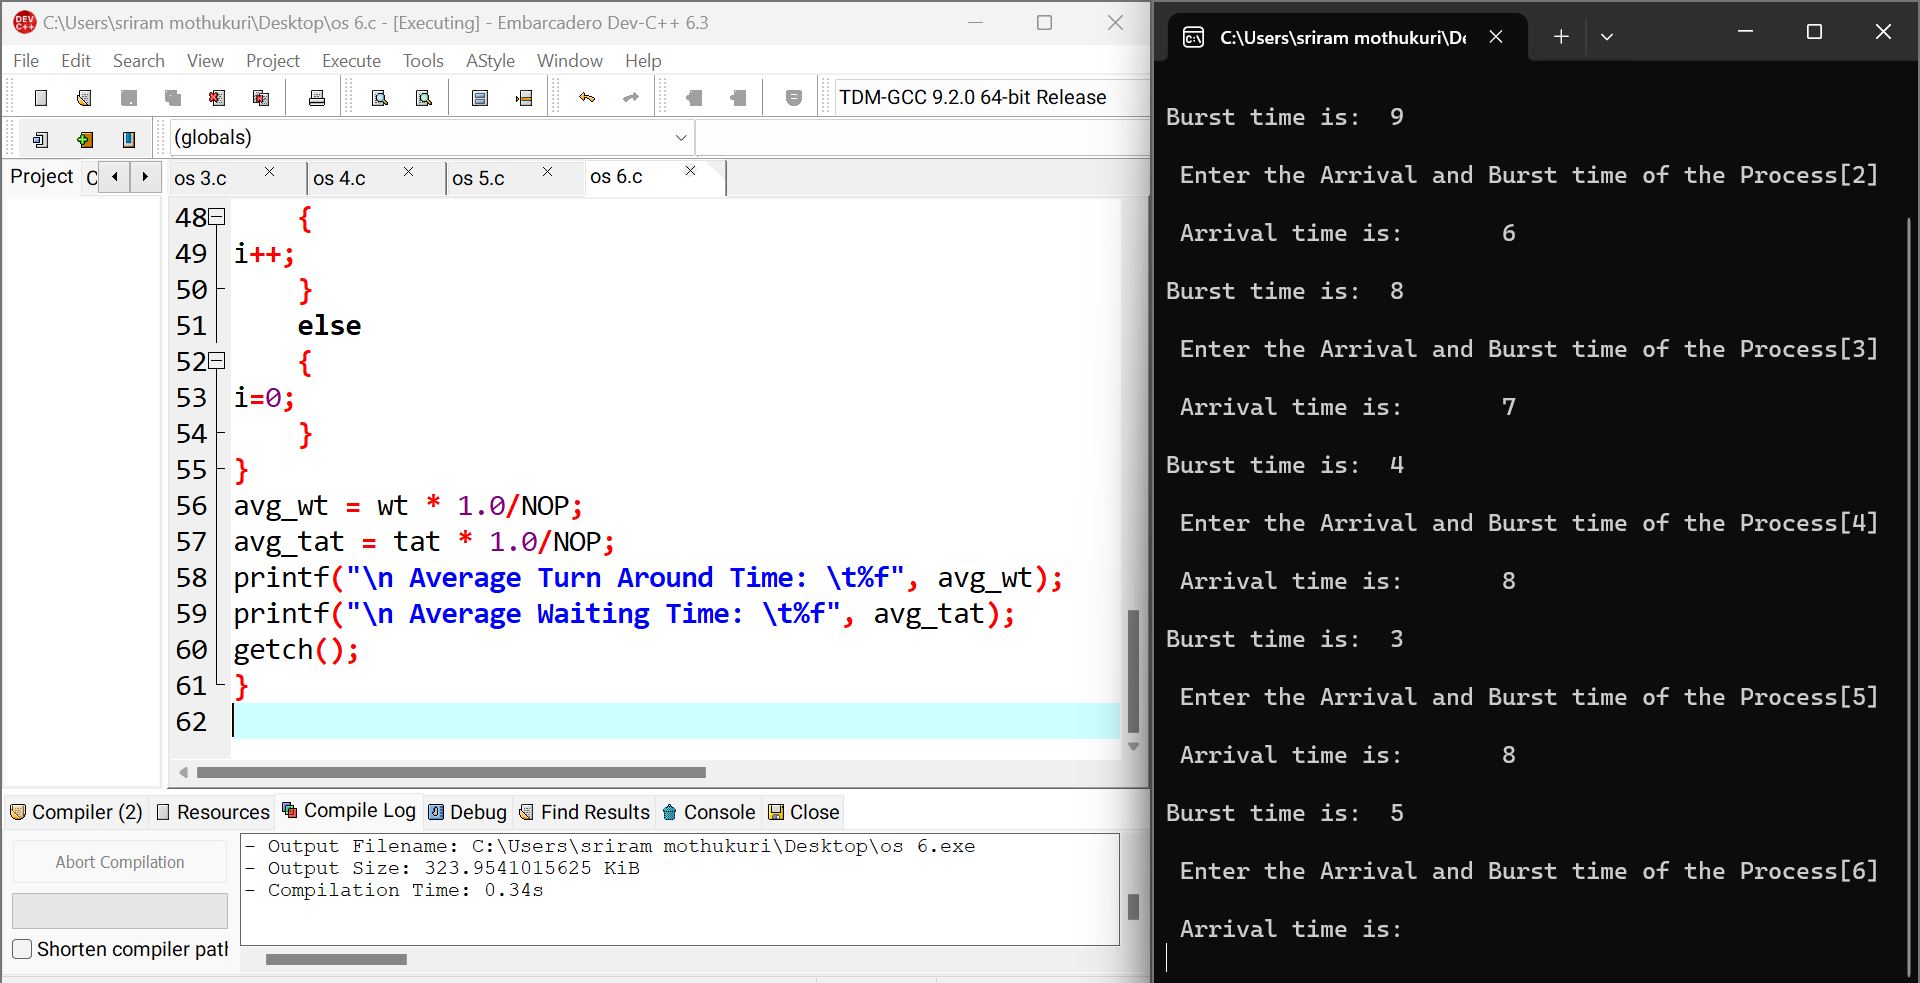 C:\Users\sriram mothukuri\Desktop\os 6.c - [Executing] - Embarcadero Dev-C++ 6.3
File Edit Search View Project Execute Tools AStyle Window Help
TDM-GCC 9.2.0 64-bit Release
(globals)
Project C
os 3.c os 4.c os 5.c os 6.c
48 {
49 i++;
50 }
51 else
52 {
53 i=0;
54 }
55 }
56 avg_wt = wt * 1.0/NOP;
57 avg_tat = tat * 1.0/NOP;
58 printf("\n Average Turn Around Time: \t%f", avg_wt);
59 printf("\n Average Waiting Time: \t%f", avg_tat);
60 getch();
61 }
62
Compiler (2) Resources Compile Log Debug Find Results Console Close
Abort Compilation
Shorten compiler path
- Output Filename: C:\Users\sriram mothukuri\Desktop\os 6.exe
- Output Size: 323.9541015625 KiB
- Compilation Time: 0.34s
C:\Users\sriram mothukuri\De
Burst time is: 9
Enter the Arrival and Burst time of the Process[2]
Arrival time is: 6
Burst time is: 8
Enter the Arrival and Burst time of the Process[3]
Arrival time is: 7
Burst time is: 4
Enter the Arrival and Burst time of the Process[4]
Arrival time is: 8
Burst time is: 3
Enter the Arrival and Burst time of the Process[5]
Arrival time is: 8
Burst time is: 5
Enter the Arrival and Burst time of the Process[6]
Arrival time is: